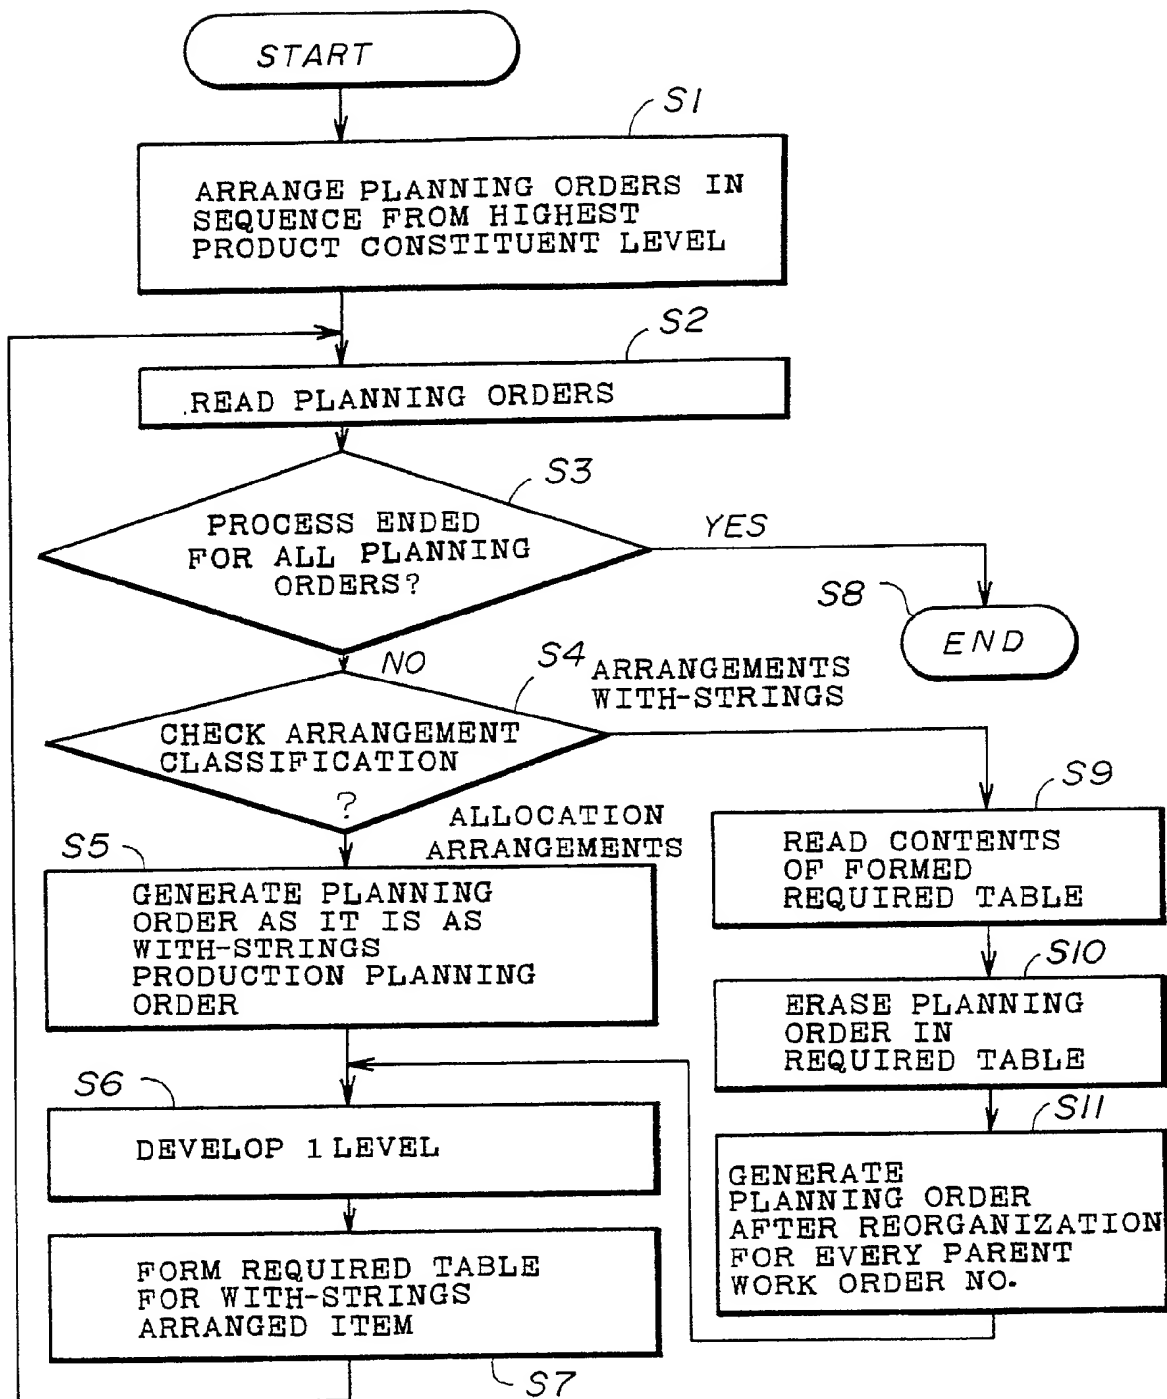 START
S1
ARRANGE PLANNING ORDERS IN
SEQUENCE FROM HIGHEST
PRODUCT CONSTITUENT LEVEL
S2
READ PLANNING ORDERS
S3
PROCESS ENDED
FOR ALL PLANNING
ORDERS?
YES
S8
END
NO
S4
ARRANGEMENTS
WITH-STRINGS
CHECK ARRANGEMENT
CLASSIFICATION
?
ALLOCATION
ARRANGEMENTS
S5
GENERATE PLANNING
ORDER AS IT IS AS
WITH-STRINGS
PRODUCTION PLANNING
ORDER
S9
READ CONTENTS
OF FORMED
REQUIRED TABLE
S10
ERASE PLANNING
ORDER IN
REQUIRED TABLE
S6
DEVELOP 1 LEVEL
S11
GENERATE
PLANNING ORDER
AFTER REORGANIZATION
FOR EVERY PARENT
WORK ORDER NO.
FORM REQUIRED TABLE
FOR WITH-STRINGS
ARRANGED ITEM
S7